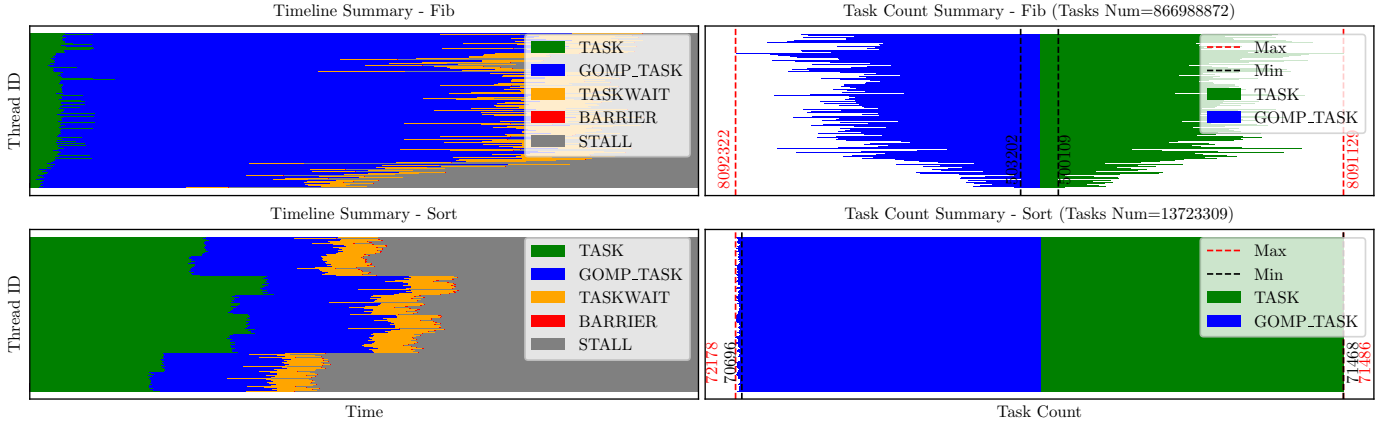 Timeline Summary - Fib
Thread ID
TASK
GOMP_TASK
TASKWAIT
BARRIER
STALL
Task Count Summary - Fib (Tasks Num=866988872)
Max
Min
TASK
GOMP_TASK
8092322
8091129
Timeline Summary - Sort
Thread ID
TASK
GOMP_TASK
TASKWAIT
BARRIER
STALL
Time
Task Count Summary - Sort (Tasks Num=13723309)
Max
Min
TASK
GOMP_TASK
72178
70696
71468
71486
Task Count